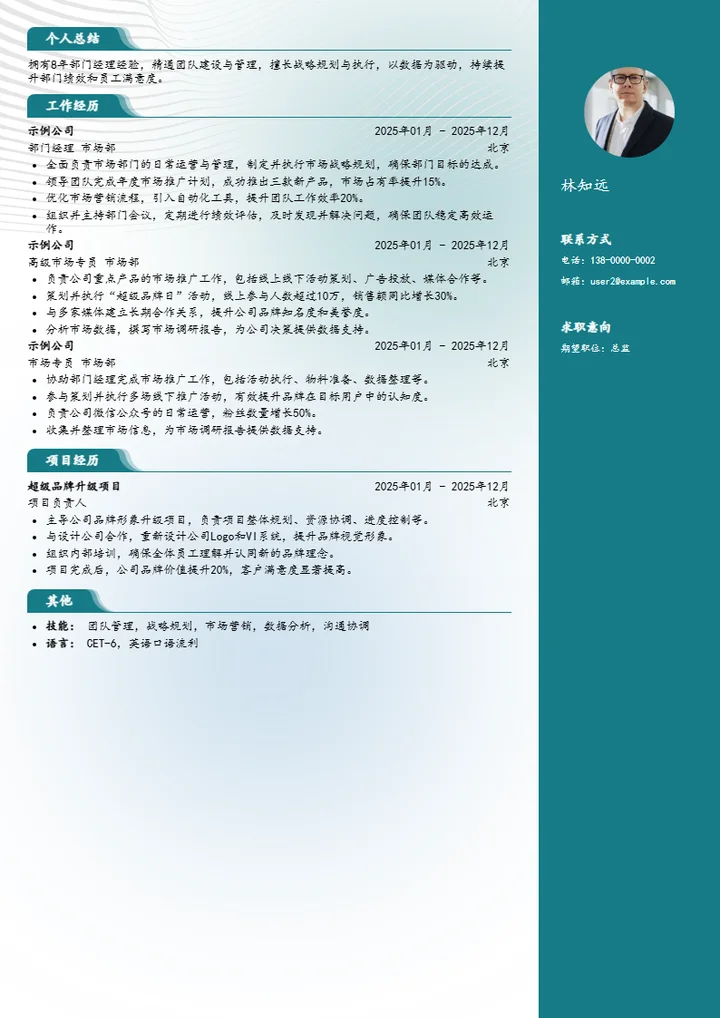 个人总结
拥有8年部门经理经验，精通团队建设与管理，擅长战略规划与执行，以数据为驱动，持续提
升部门绩效和员工满意度。
工作经历
示例公司 2025年01月 - 2025年12月
部门经理 市场部 北京
• 全面负责市场部门的日常运营与管理，制定并执行市场战略规划，确保部门目标的达成。
• 领导团队完成年度市场推广计划，成功推出三款新产品，市场占有率提升15%。
• 优化市场营销流程，引入自动化工具，提升团队工作效率20%。
• 组织并主持部门会议，定期进行绩效评估，及时发现并解决问题，确保团队稳定高效运
作。
示例公司 2025年01月 - 2025年12月
高级市场专员 市场部 北京
• 负责公司重点产品的市场推广工作，包括线上线下活动策划、广告投放、媒体合作等。
• 策划并执行“超级品牌日”活动，线上参与人数超过10万，销售额同比增长30%。
• 与多家媒体建立长期合作关系，提升公司品牌知名度和美誉度。
• 分析市场数据，撰写市场调研报告，为公司决策提供数据支持。
示例公司 2025年01月 - 2025年12月
市场专员 市场部 北京
• 协助部门经理完成市场推广工作，包括活动执行、物料准备、数据整理等。
• 参与策划并执行多场线下推广活动，有效提升品牌在目标用户中的认知度。
• 负责公司微信公众号的日常运营，粉丝数量增长50%。
• 收集并整理市场信息，为市场调研报告提供数据支持。
项目经历
超级品牌升级项目 2025年01月 - 2025年12月
项目负责人 北京
• 主导公司品牌形象升级项目，负责项目整体规划、资源协调、进度控制等。
• 与设计公司合作，重新设计公司Logo和VI系统，提升品牌视觉形象。
• 组织内部培训，确保全体员工理解并认同新的品牌理念。
• 项目完成后，公司品牌价值提升20%，客户满意度显著提高。
其他
• 技能： 团队管理，战略规划，市场营销，数据分析，沟通协调
• 语言： CET-6，英语口语流利
林知远
联系方式
电话：138-0000-0002
邮箱：user2@example.com
求职意向
期望职位：总监